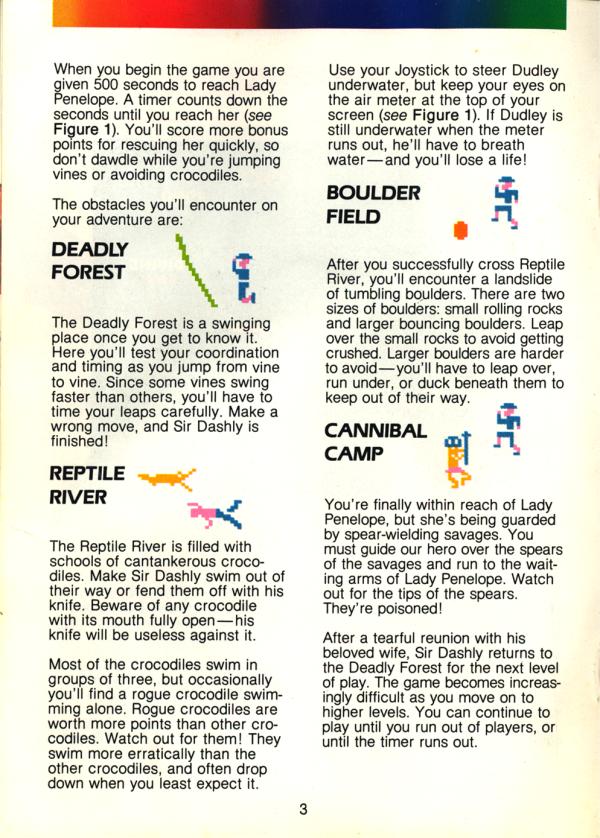 When you begin the game you are
given 500 seconds to reach Lady
Penelope. A timer counts down the
seconds until you reach her (see
Figure 1). You'll score more bonus
points for rescuing her quickly, so
don't dawdle while you're jumping
vines or avoiding crocodiles.
The obstacles you'll encounter on
your adventure are:
DEADLY
FOREST
The Deadly Forest is a swinging
place once you get to know it.
Here you'll test your coordination
and timing as you jump from vine
to vine. Since some vines swing
faster than others, you'll have to
time your leaps carefully. Make a
wrong move, and Sir Dashly is
finished!
REPTILE
RIVER
The Reptile River is filled with
schools of cantankerous croco-
diles. Make Sir Dashly swim out of
their way or fend them off with his
knife. Beware of any crocodile
with its mouth fully open—his
knife will be useless against it.
Most of the crocodiles swim in
groups of three, but occasionally
you'll find a rogue crocodile swim-
ming alone. Rogue crocodiles are
worth more points than other cro-
codiles. Watch out for them! They
swim more erratically than the
other crocodiles, and often drop
down when you least expect it.
Use your Joystick to steer Dudley
underwater, but keep your eyes on
the air meter at the top of your
screen (see Figure 1). If Dudley is
still underwater when the meter
runs out, he'll have to breath
water—and you'll lose a life!
BOULDER
FIELD
After you successfully cross Reptile
River, you'll encounter a landslide
of tumbling boulders. There are two
sizes of boulders: small rolling rocks
and larger bouncing boulders. Leap
over the small rocks to avoid getting
crushed. Larger boulders are harder
to avoid—you'll have to leap over,
run under, or duck beneath them to
keep out of their way.
CANNIBAL
CAMP
You're finally within reach of Lady
Penelope, but she's being guarded
by spear-wielding savages. You
must guide our hero over the spears
of the savages and run to the wait-
ing arms of Lady Penelope. Watch
out for the tips of the spears.
They're poisoned!
After a tearful reunion with his
beloved wife, Sir Dashly returns to
the Deadly Forest for the next level
of play. The game becomes increas-
ingly difficult as you move on to
higher levels. You can continue to
play until you run out of players, or
until the timer runs out.
3